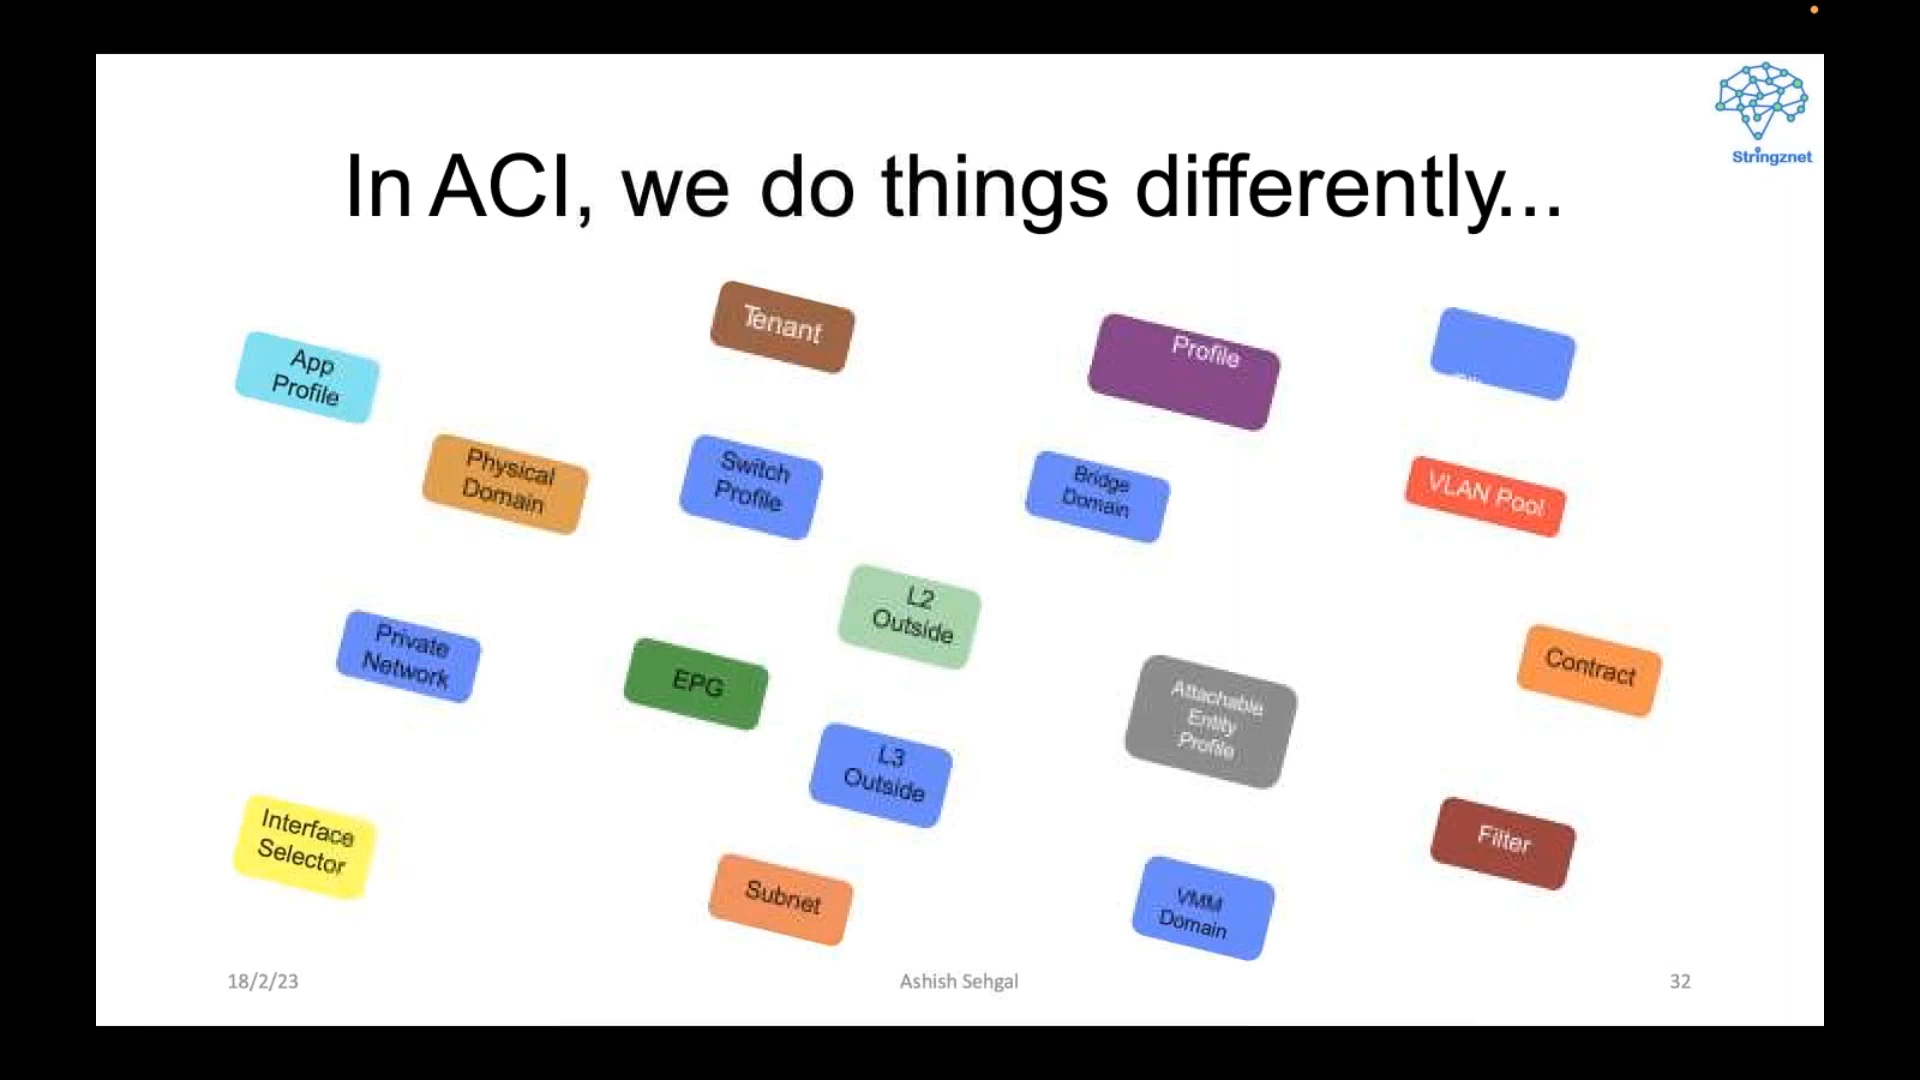 Stringznet
In ACI, we do things differently...
Tenant
Profile
App
Profile
Physical
Domain
Switch
Profile
Bridge
Domain
VLAN Pool
L2
Outside
Private
Network
EPG
Contract
Attachable
Entity
Profile
L3
Outside
Interface
Selector
Filter
Subnet
VMM
Domain
18/2/23
Ashish Sehgal
32